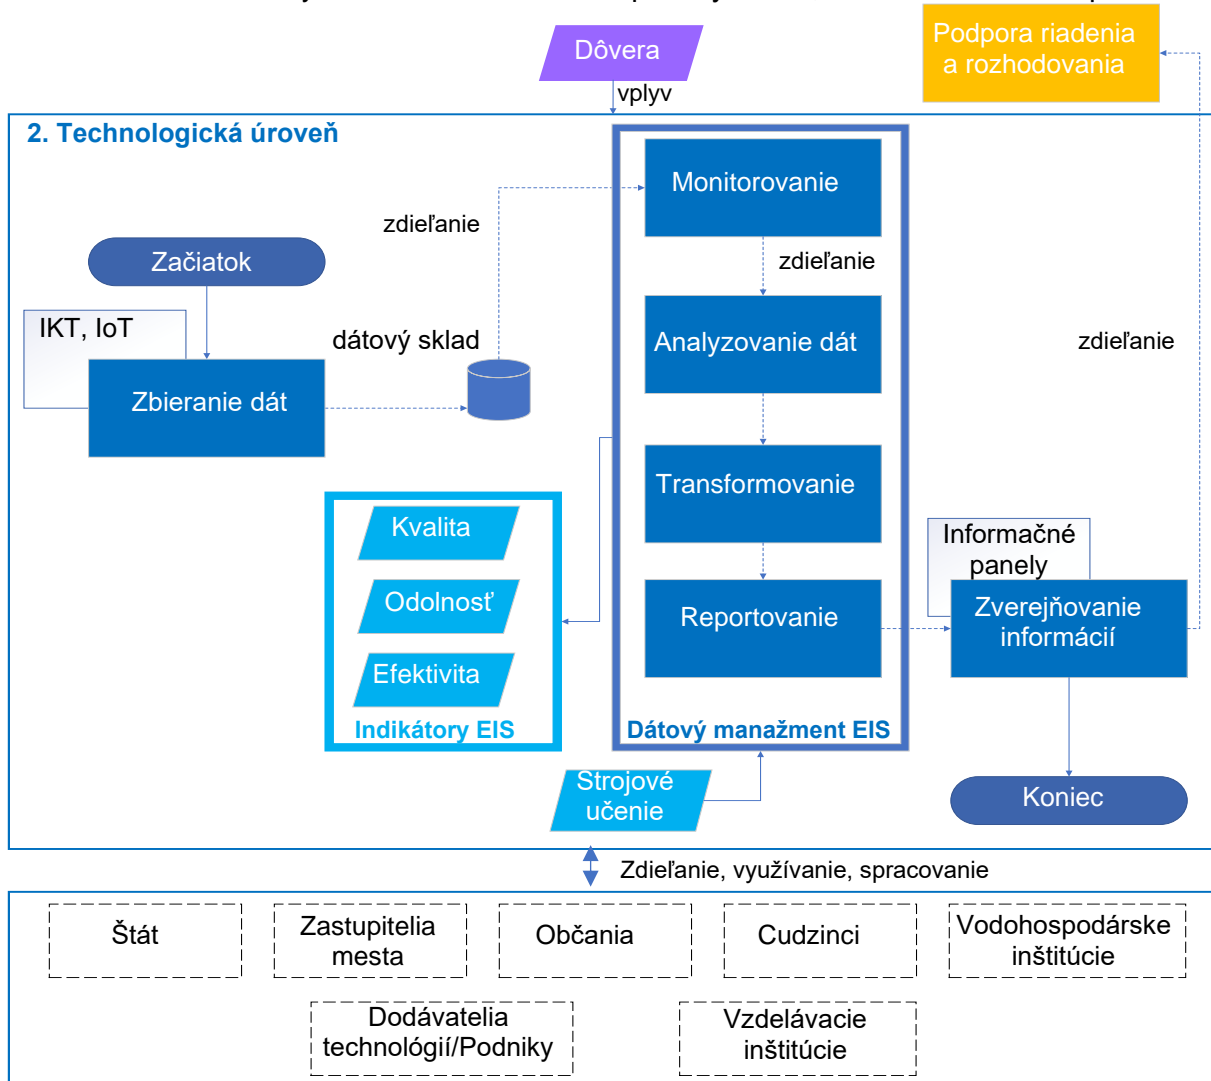 Dôvera
Podpora riadenia
a rozhodovania
vplyv
2. Technologická úroveň
Monitorovanie
zdieľanie
Začiatok
zdieľanie
IKT, IoT
dátový sklad
Analyzovanie dát
zdieľanie
Zbieranie dát
Transformovanie
Kvalita
Informačné
panely
Odolnosť
Reportovanie
Zverejňovanie
informácií
Efektivita
Indikátory EIS
Dátový manažment EIS
Strojové
učenie
Koniec
Zdieľanie, využívanie, spracovanie
Štát
Zastupitelia
mesta
Občania
Cudzinci
Vodohospodárske
inštitúcie
Dodávatelia
technológií/Podniky
Vzdelávacie
inštitúcie